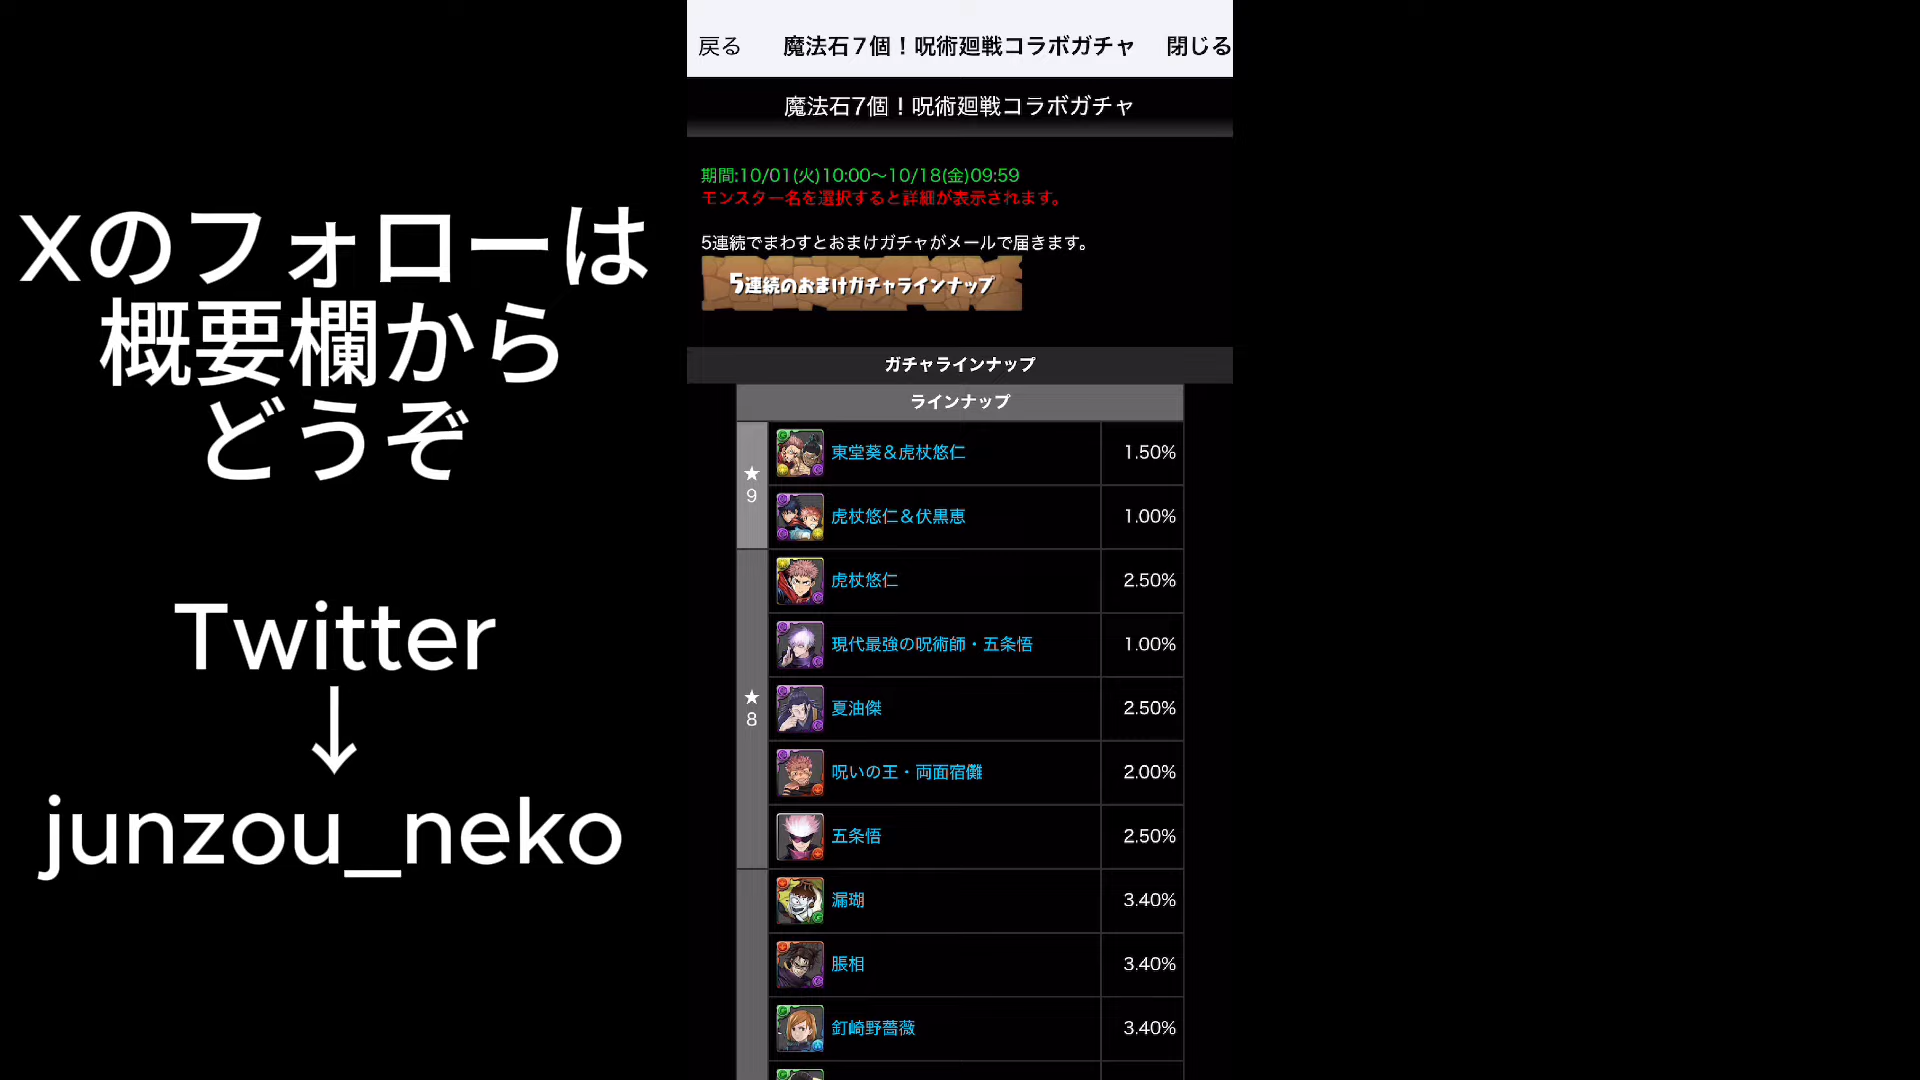 Xのフォローは
概要欄から
どうぞ
Twitter
↓
junzou_neko
戻る
魔法石7個！呪術廻戦コラボガチャ
閉じる
魔法石7個！呪術廻戦コラボガチャ
期間:10/01(火)10:00〜10/18(金)09:59
モンスター名を選択すると詳細が表示されます。
5連続でまわすとおまけガチャがメールで届きます。
5連続のおまけガチャラインナップ
ガチャラインナップ
ラインナップ
★9
東堂葵＆虎杖悠仁 1.50%
虎杖悠仁＆伏黒恵 1.00%
★8
虎杖悠仁 2.50%
現代最強の呪術師・五条悟 1.00%
夏油傑 2.50%
呪いの王・両面宿儺 2.00%
五条悟 2.50%
漏瑚 3.40%
脹相 3.40%
釘崎野薔薇 3.40%